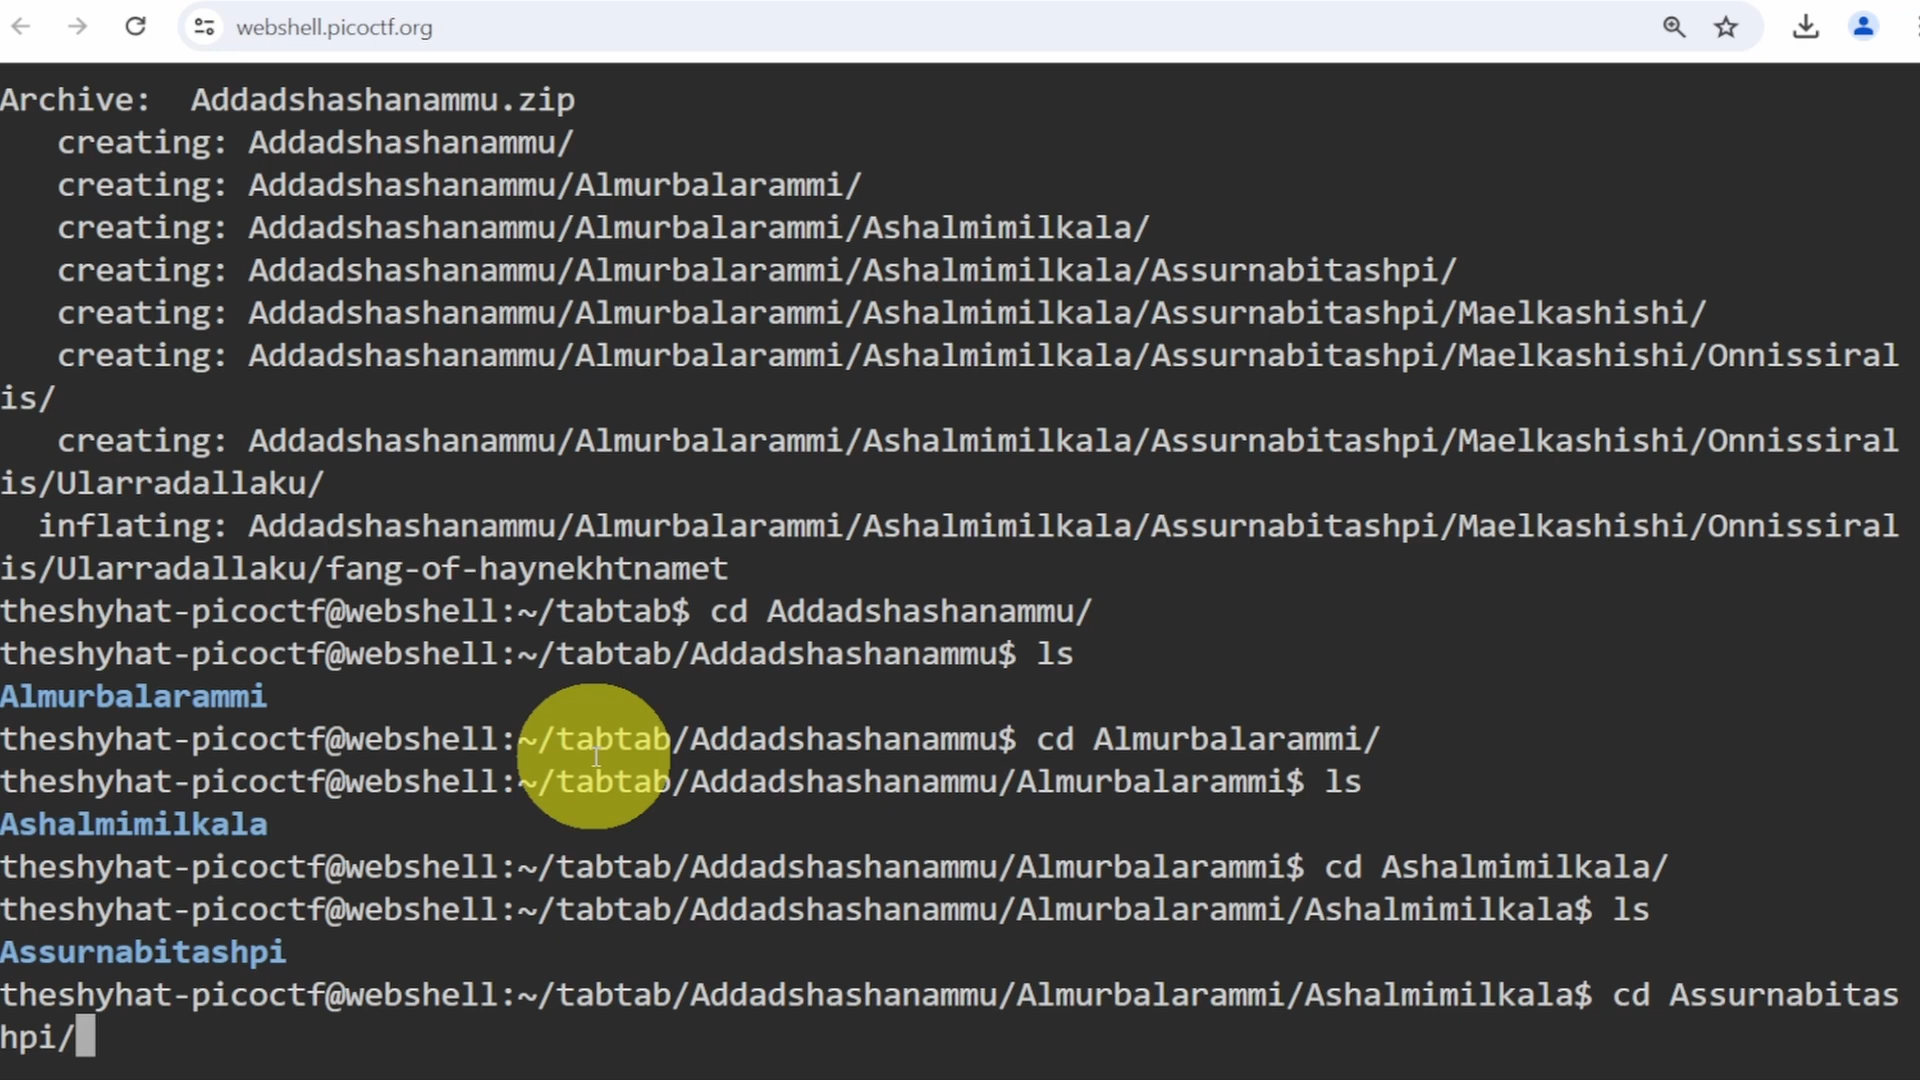 webshell.picoctf.org
Archive:  Addadshashanammu.zip
   creating: Addadshashanammu/
   creating: Addadshashanammu/Almurbalarammi/
   creating: Addadshashanammu/Almurbalarammi/Ashalmimilkala/
   creating: Addadshashanammu/Almurbalarammi/Ashalmimilkala/Assurnabitashpi/
   creating: Addadshashanammu/Almurbalarammi/Ashalmimilkala/Assurnabitashpi/Maelkashishi/
   creating: Addadshashanammu/Almurbalarammi/Ashalmimilkala/Assurnabitashpi/Maelkashishi/Onnissiral
is/
   creating: Addadshashanammu/Almurbalarammi/Ashalmimilkala/Assurnabitashpi/Maelkashishi/Onnissiral
is/Ularradallaku/
  inflating: Addadshashanammu/Almurbalarammi/Ashalmimilkala/Assurnabitashpi/Maelkashishi/Onnissiral
is/Ularradallaku/fang-of-haynekhtnamet
theshyhat-picoctf@webshell:~/tabtab$ cd Addadshashanammu/
theshyhat-picoctf@webshell:~/tabtab/Addadshashanammu$ ls
Almurbalarammi
theshyhat-picoctf@webshell:~/tabtab/Addadshashanammu$ cd Almurbalarammi/
theshyhat-picoctf@webshell:~/tabtab/Addadshashanammu/Almurbalarammi$ ls
Ashalmimilkala
theshyhat-picoctf@webshell:~/tabtab/Addadshashanammu/Almurbalarammi$ cd Ashalmimilkala/
theshyhat-picoctf@webshell:~/tabtab/Addadshashanammu/Almurbalarammi/Ashalmimilkala$ ls
Assurnabitashpi
theshyhat-picoctf@webshell:~/tabtab/Addadshashanammu/Almurbalarammi/Ashalmimilkala$ cd Assurnabitas
hpi/